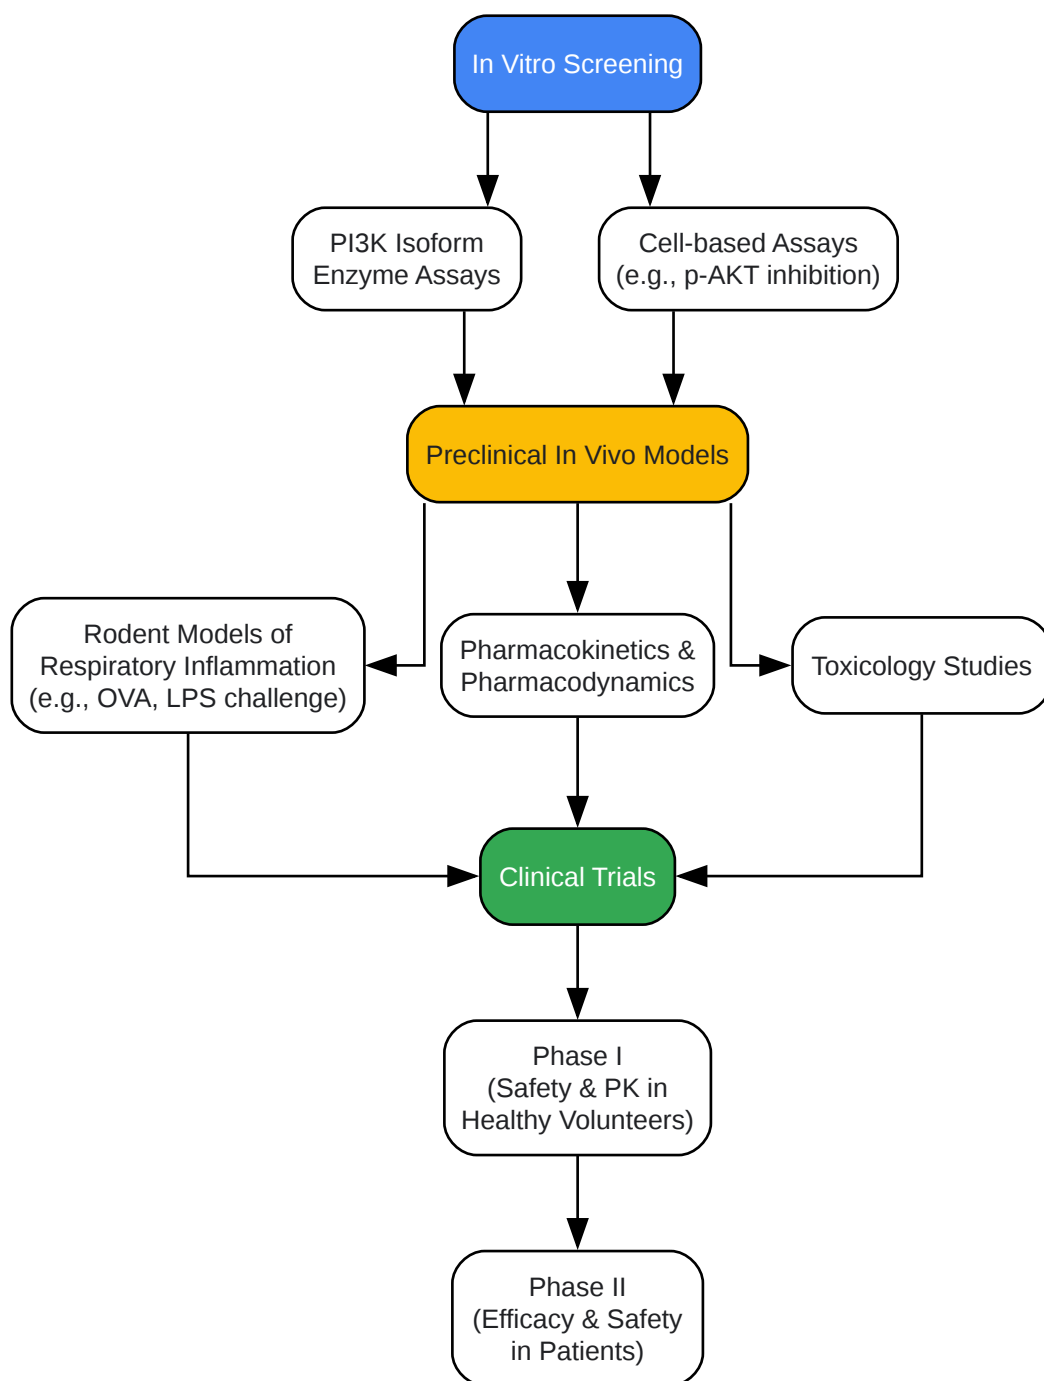 In Vitro Screening
PI3K Isoform
Enzyme Assays
Cell-based Assays
(e.g., p-AKT inhibition)
Preclinical In Vivo Models
Rodent Models of
Respiratory Inflammation
(e.g., OVA, LPS challenge)
Pharmacokinetics &
Pharmacodynamics
Toxicology Studies
Clinical Trials
Phase I
(Safety & PK in
Healthy Volunteers)
Phase II
(Efficacy & Safety
in Patients)